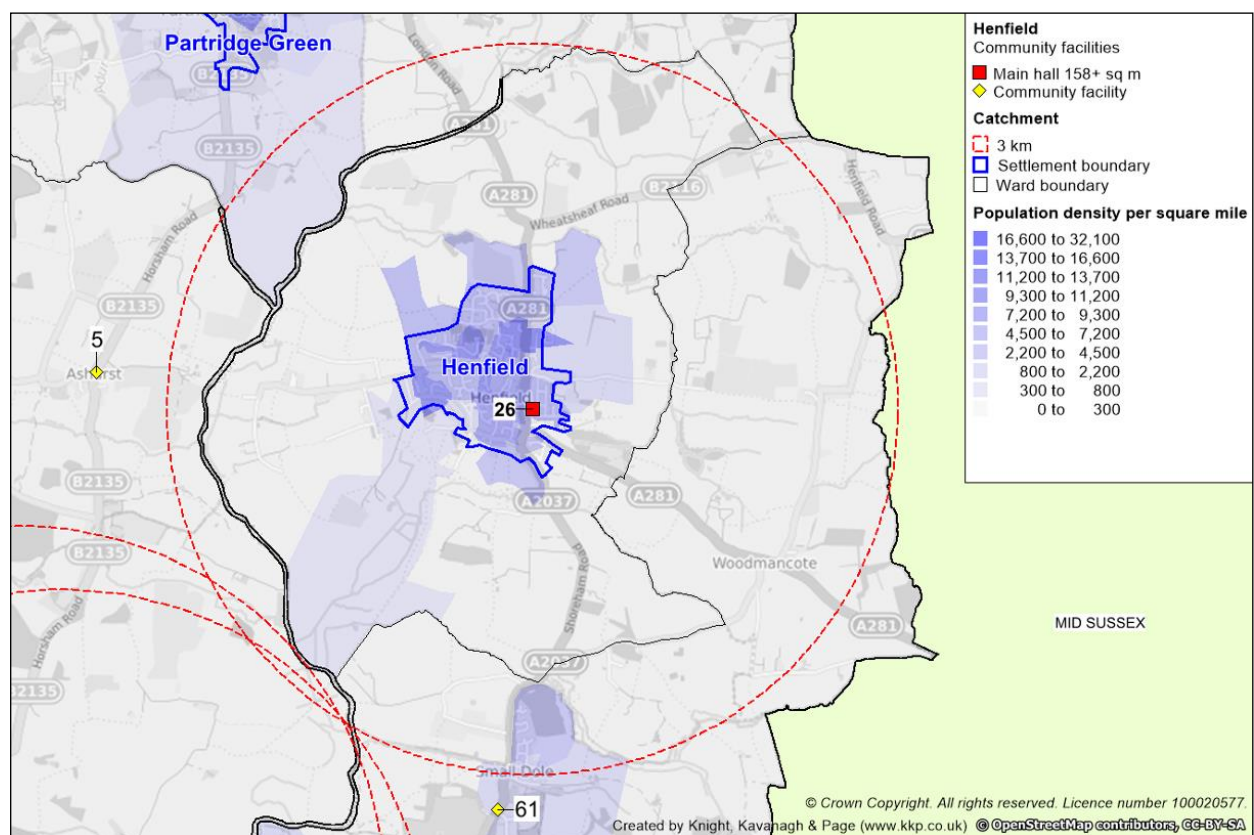 Partridge Green
London Road
B2135
A281
B2135
Horsham Road
A281
B2116
Wheatsheaf Road
Henfield Road
B2135
A281
5
Ashurst
Henfield
Henfield
26
A2037
A281
B2135
Woodmancote
Horsham Road
Shoreham Road
A281
MID SUSSEX
A2037
B2135
Small Dole
61
Henfield
Community facilities
Main hall 158+ sq m
Community facility
Catchment
3 km
Settlement boundary
Ward boundary
Population density per square mile
16,600 to 32,100
13,700 to 16,600
11,200 to 13,700
9,300 to 11,200
7,200 to 9,300
4,500 to 7,200
2,200 to 4,500
800 to 2,200
300 to 800
0 to 300
© Crown Copyright. All rights reserved. Licence number 100020577.
Created by Knight, Kavanagh & Page (www.kkp.co.uk) © OpenStreetMap contributors, CC-BY-SA